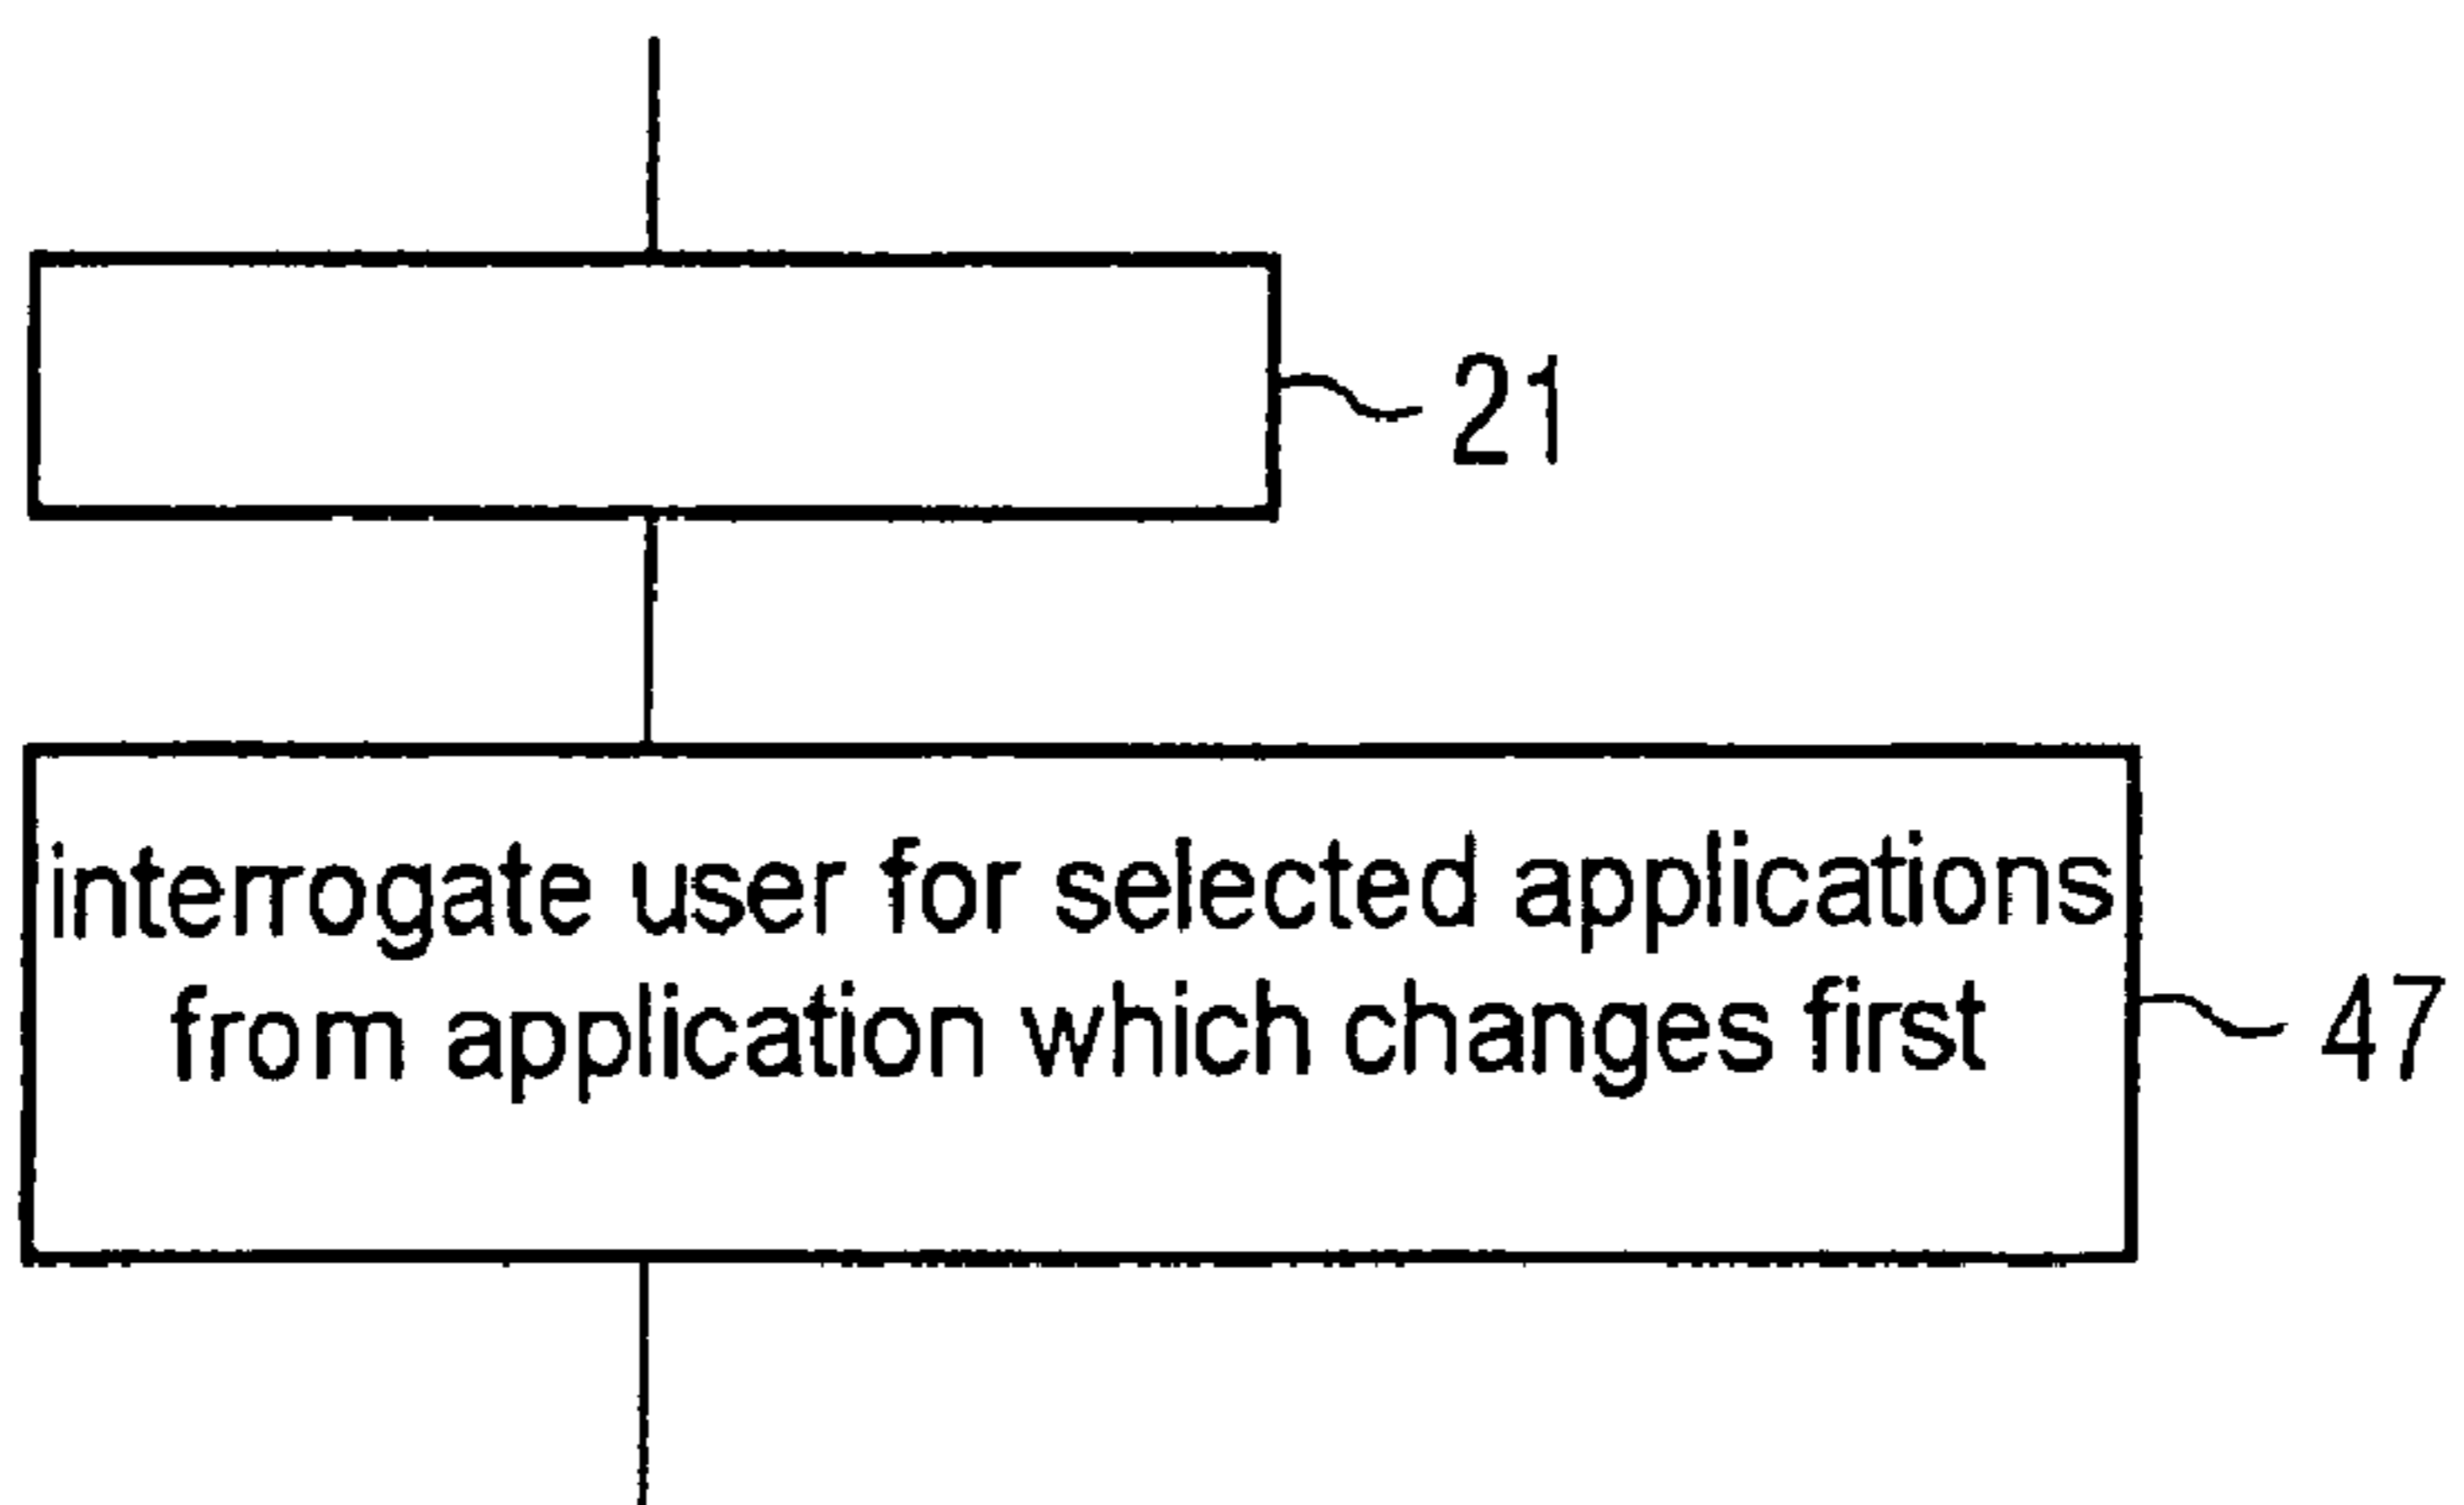 21
interrogate user for selected applications
from application which changes first
47